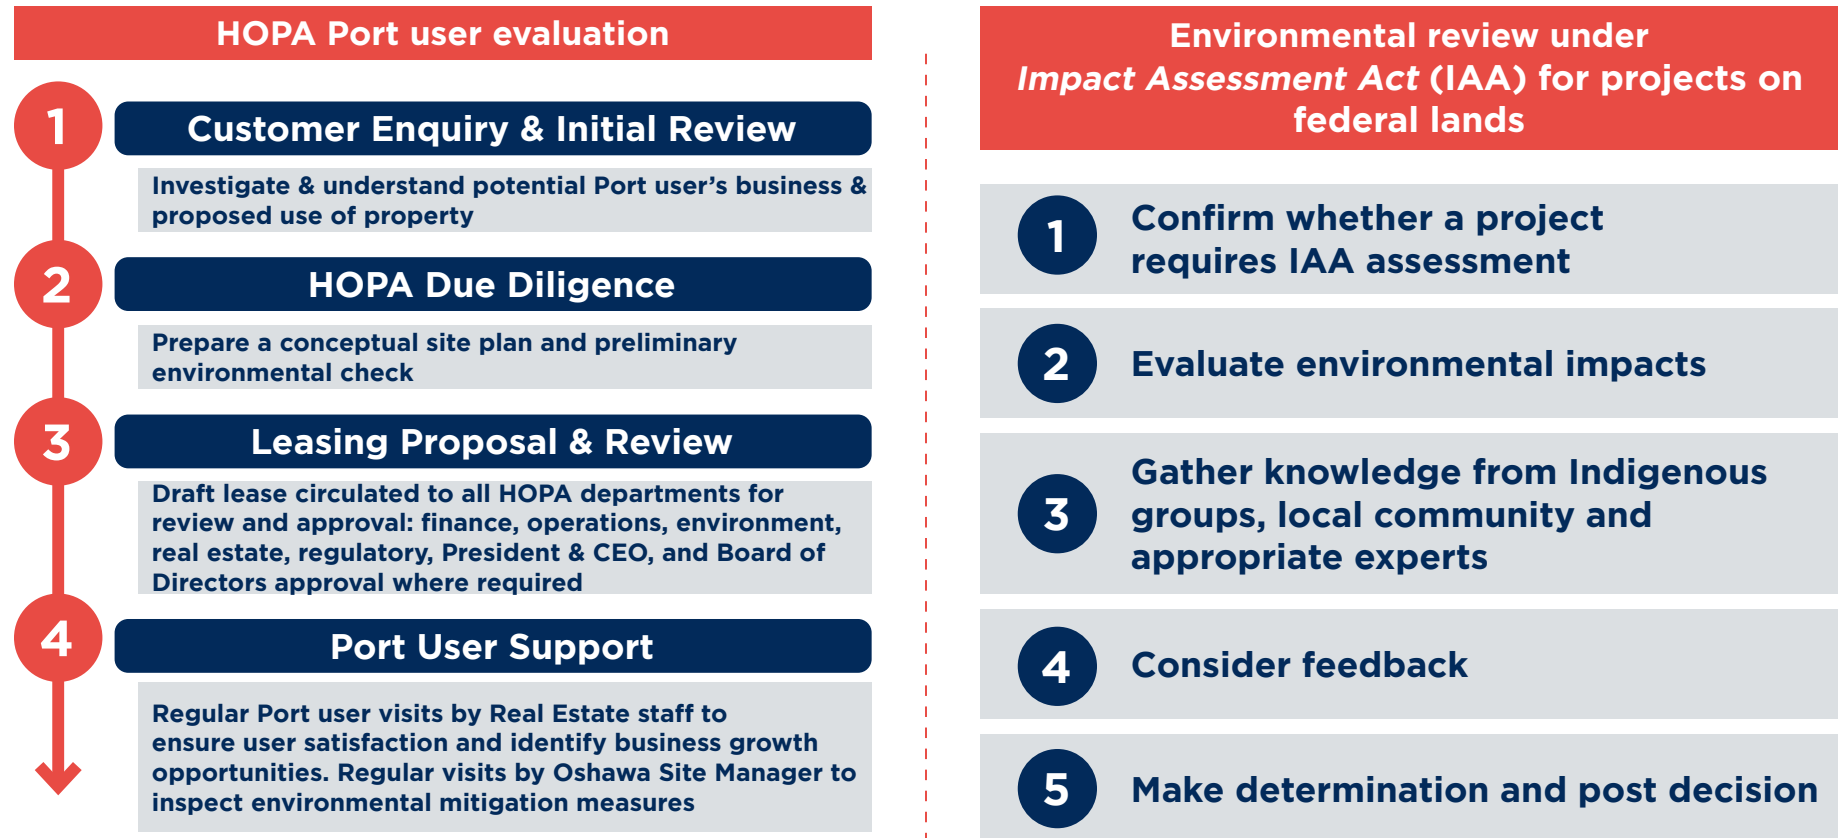 HOPA Port user evaluation
1
Customer Enquiry & Initial Review
Investigate & understand potential Port user’s business &
proposed use of property
2
HOPA Due Diligence
Prepare a conceptual site plan and preliminary
environmental check
3
Leasing Proposal & Review
Draft lease circulated to all HOPA departments for
review and approval: finance, operations, environment,
real estate, regulatory, President & CEO, and Board of
Directors approval where required
4
Port User Support
Regular Port user visits by Real Estate staff to
ensure user satisfaction and identify business growth
opportunities. Regular visits by Oshawa Site Manager to
inspect environmental mitigation measures
Environmental review under
Impact Assessment Act (IAA) for projects on
federal lands
1
Confirm whether a project
requires IAA assessment
2
Evaluate environmental impacts
3
Gather knowledge from Indigenous
groups, local community and
appropriate experts
4
Consider feedback
5
Make determination and post decision